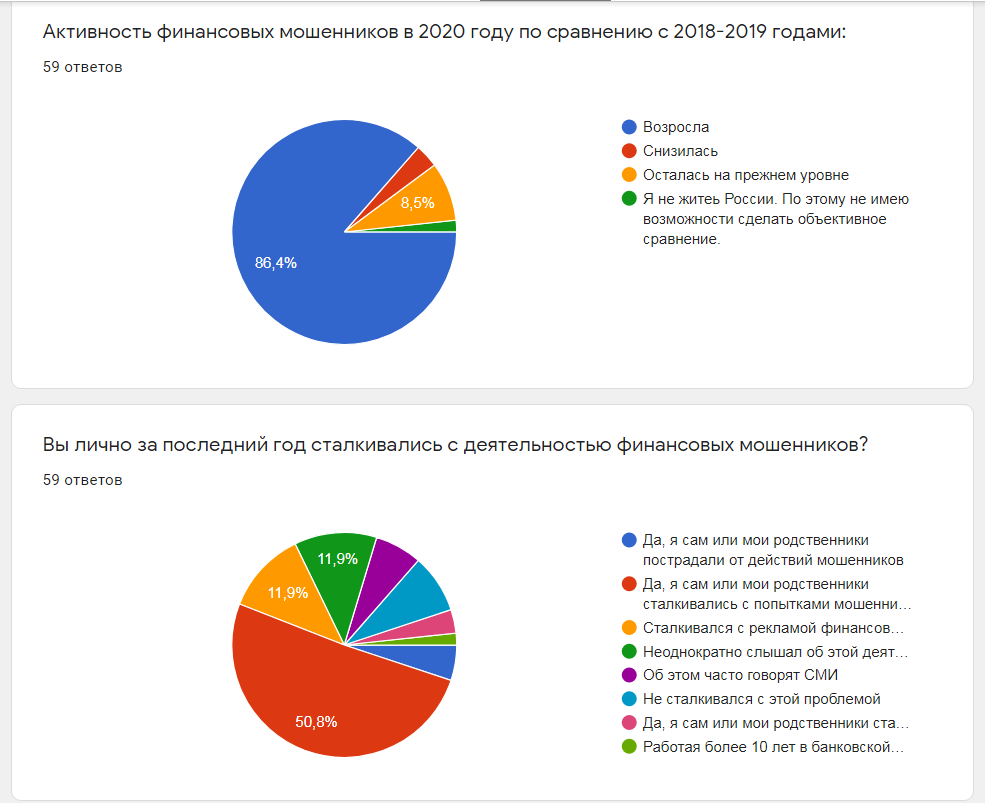 Активность финансовых мошенников в 2020 году по сравнению с 2018-2019 годами:
59 ответов
Возросла
Снизилась
Осталась на прежнем уровне
Я не житеь России. По этому не имею
возможности сделать объективное
сравнение.
8,5%
86,4%
Вы лично за последний год сталкивались с деятельностью финансовых мошенников?
59 ответов
Да, я сам или мои родственники
пострадали от действий мошенников
Да, я сам или мои родственники
сталкивались с попытками мошенни…
Сталкивался с рекламой финансов…
Неоднократно слышал об этой деят…
Об этом часто говорят СМИ
Не сталкивался с этой проблемой
Да, я сам или мои родственники ста…
Работая более 10 лет в банковской…
11,9%
11,9%
50,8%